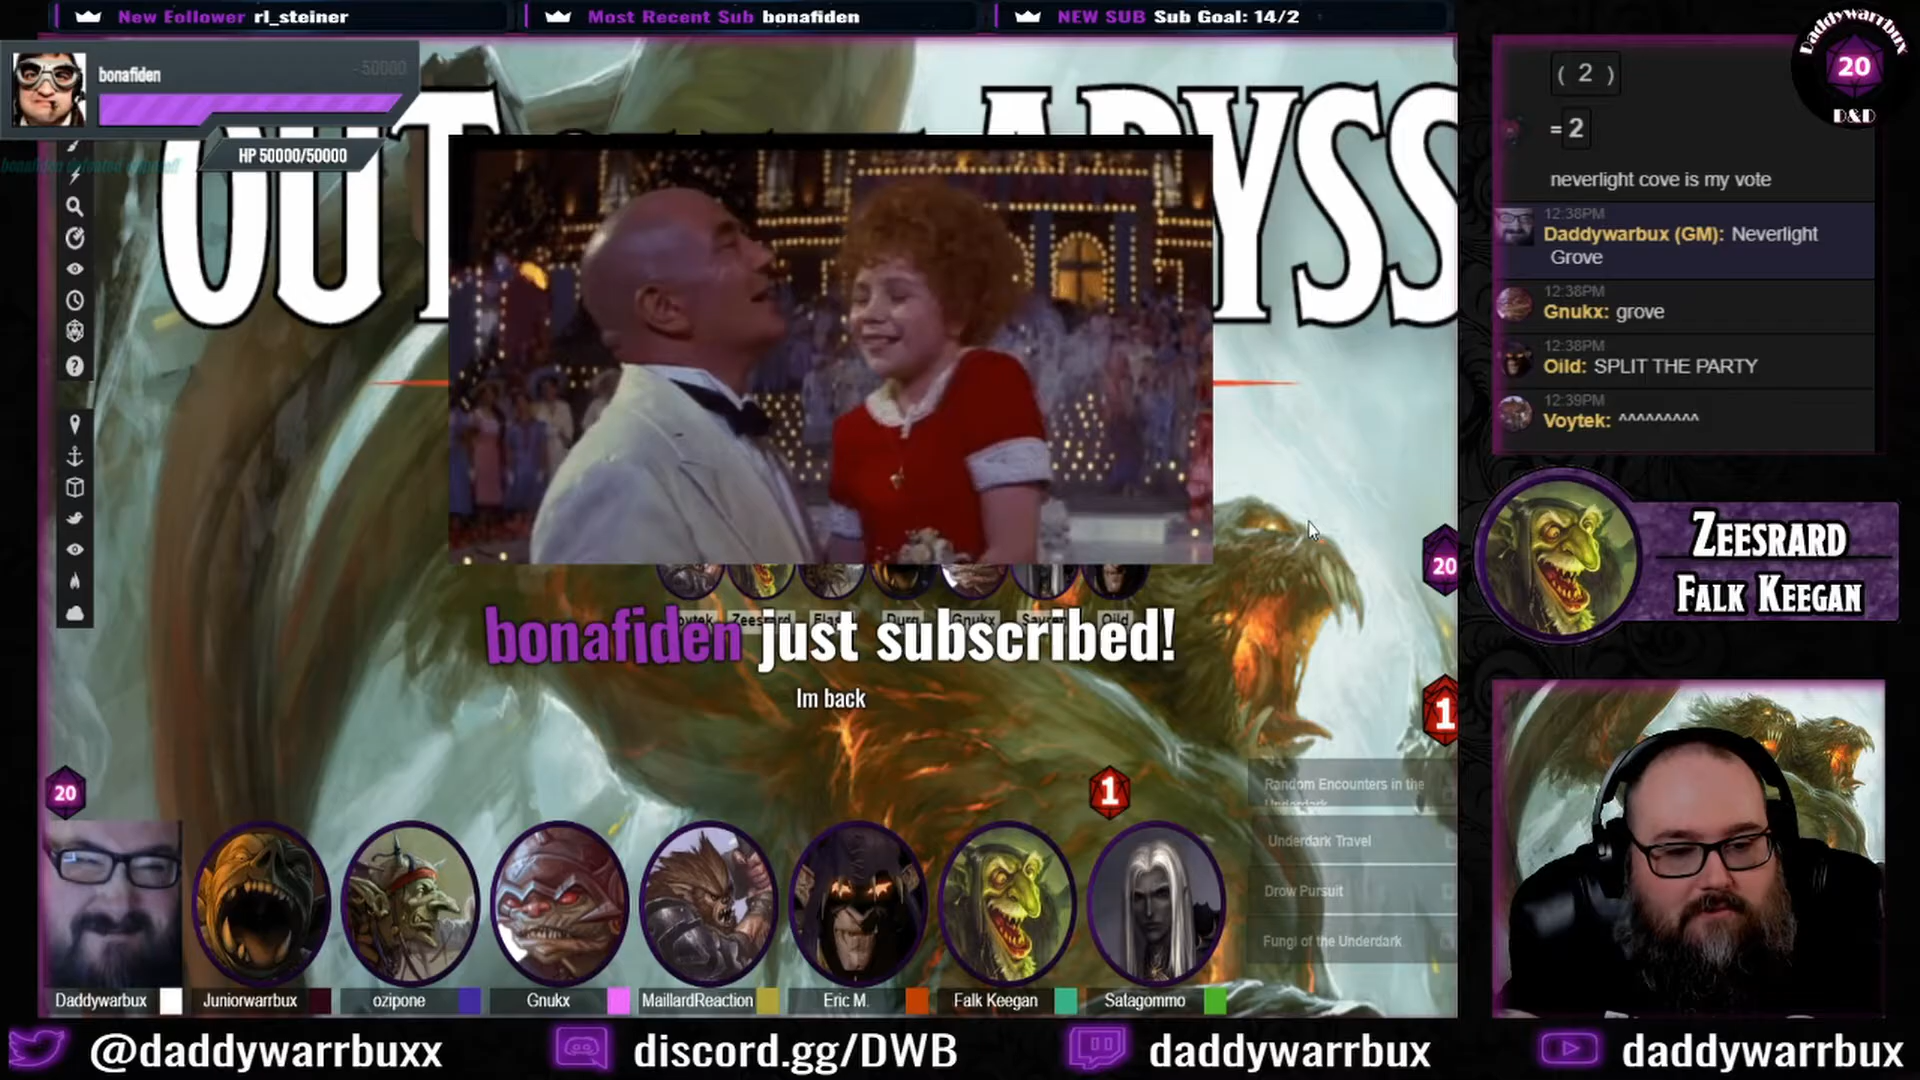 New Follower rl_steiner
Most Recent Sub bonafiden
NEW SUB Sub Goal: 14/2
bonafiden
-50000
HP 50000/50000
OUT
ABYSS
bonafiden just subscribed!
Im back
( 2 )
= 2
neverlight cove is my vote
12:38PM
Daddywarbux (GM): Neverlight
Grove
12:38PM
Gnukx: grove
12:38PM
Oild: SPLIT THE PARTY
12:39PM
Voytek: ^^^^^^^^^
Daddywarrbux
20
D&D
Zeesrard
Falk Keegan
20
1
20
1
Random Encounters in the
Underdark
Underdark Travel
Drow Pursuit
Fungi of the Underdark
Daddywarbux
Juniorwarrbux
ozipone
Gnukx
MaillardReaction
Eric M.
Falk Keegan
Satagommo
@daddywarrbuxx
discord.gg/DWB
daddywarrbux
daddywarrbux